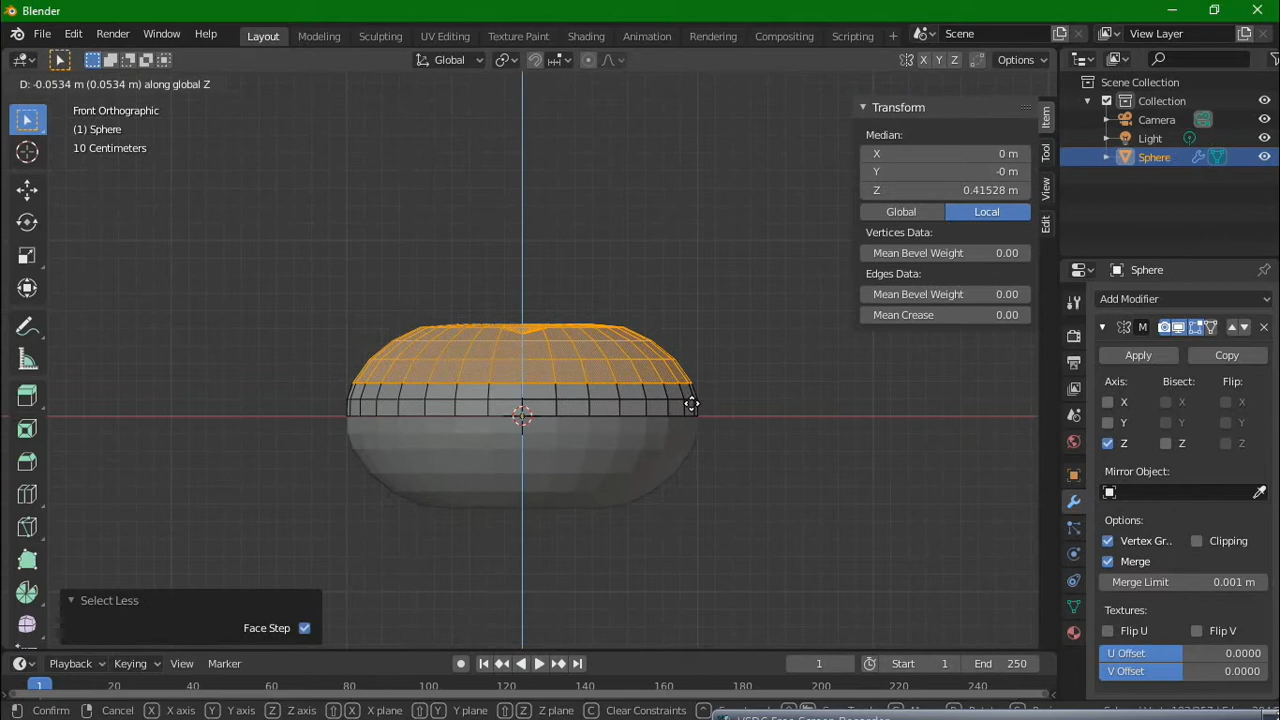 Blender
File Edit Render Window Help Layout Modeling Sculpting UV Editing Texture Paint Shading Animation Rendering Compositing Scripting + Scene View Layer
Global X Y Z Options
D: -0.0534 m (0.0534 m) along global Z
Front Orthographic
(1) Sphere
10 Centimeters
Transform
Median:
X 0 m
Y -0 m
Z 0.41528 m
Global Local
Vertices Data:
Mean Bevel Weight 0.00
Edges Data:
Mean Bevel Weight 0.00
Mean Crease 0.00
Item
Tool
View
Edit
Scene Collection
Collection
Camera
Light
Sphere
Sphere
Add Modifier
M
Apply Copy
Axis: Bisect: Flip:
X X X
Y Y Y
Z Z Z
Mirror Object:
Options:
Vertex Gr.. Clipping
Merge
Merge Limit 0.001 m
Textures:
Flip U Flip V
U Offset 0.0000
V Offset 0.0000
Select Less
Face Step
Playback Keying View Marker 1 Start 1 End 250
1 20 40 60 80 100 120 140 160 180 200 220 240
Confirm Cancel X X axis Y Y axis Z Z axis X X plane Y Y plane Z Z plane C Clear Constraints